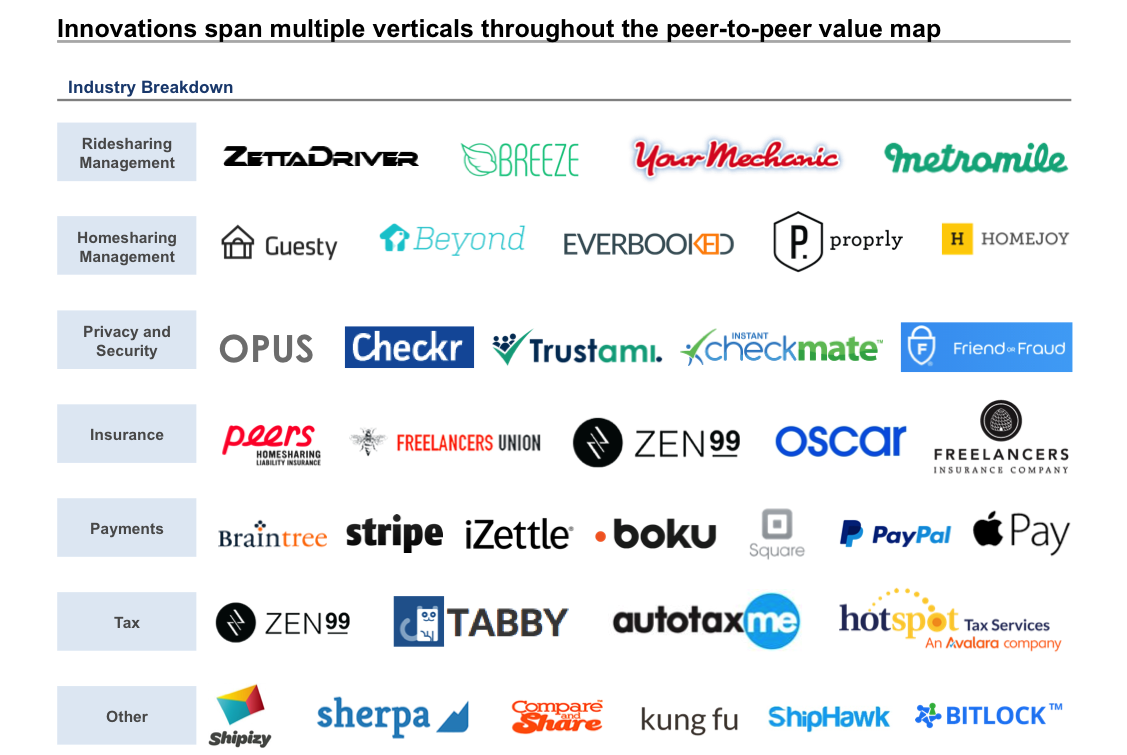 Innovations span multiple verticals throughout the peer-to-peer value map
Industry Breakdown
Ridesharing
Management
ZETTADRIVER
BREEZE
YourMechanic
metromile
Homesharing
Management
Guesty
Beyond
EVERBOOKED
P.
proprly
H
HOMEJOY
Privacy and
Security
OPUS
Checkr
Trustami.
INSTANT
checkmate™
F
Friend OR Fraud
Insurance
peers
HOMESHARING
LIABILITY INSURANCE
FREELANCERS UNION
ZEN99
oscar
FREELANCERS
INSURANCE COMPANY
Payments
Braintree
stripe
iZettle®
boku
Square
PayPal
Pay
Tax
ZEN99
TABBY
autotaxme
hotspot Tax Services
An Avalara company
Other
Shipizy
sherpa
Compare
and
Share
kung fu
ShipHawk
BITLOCK™